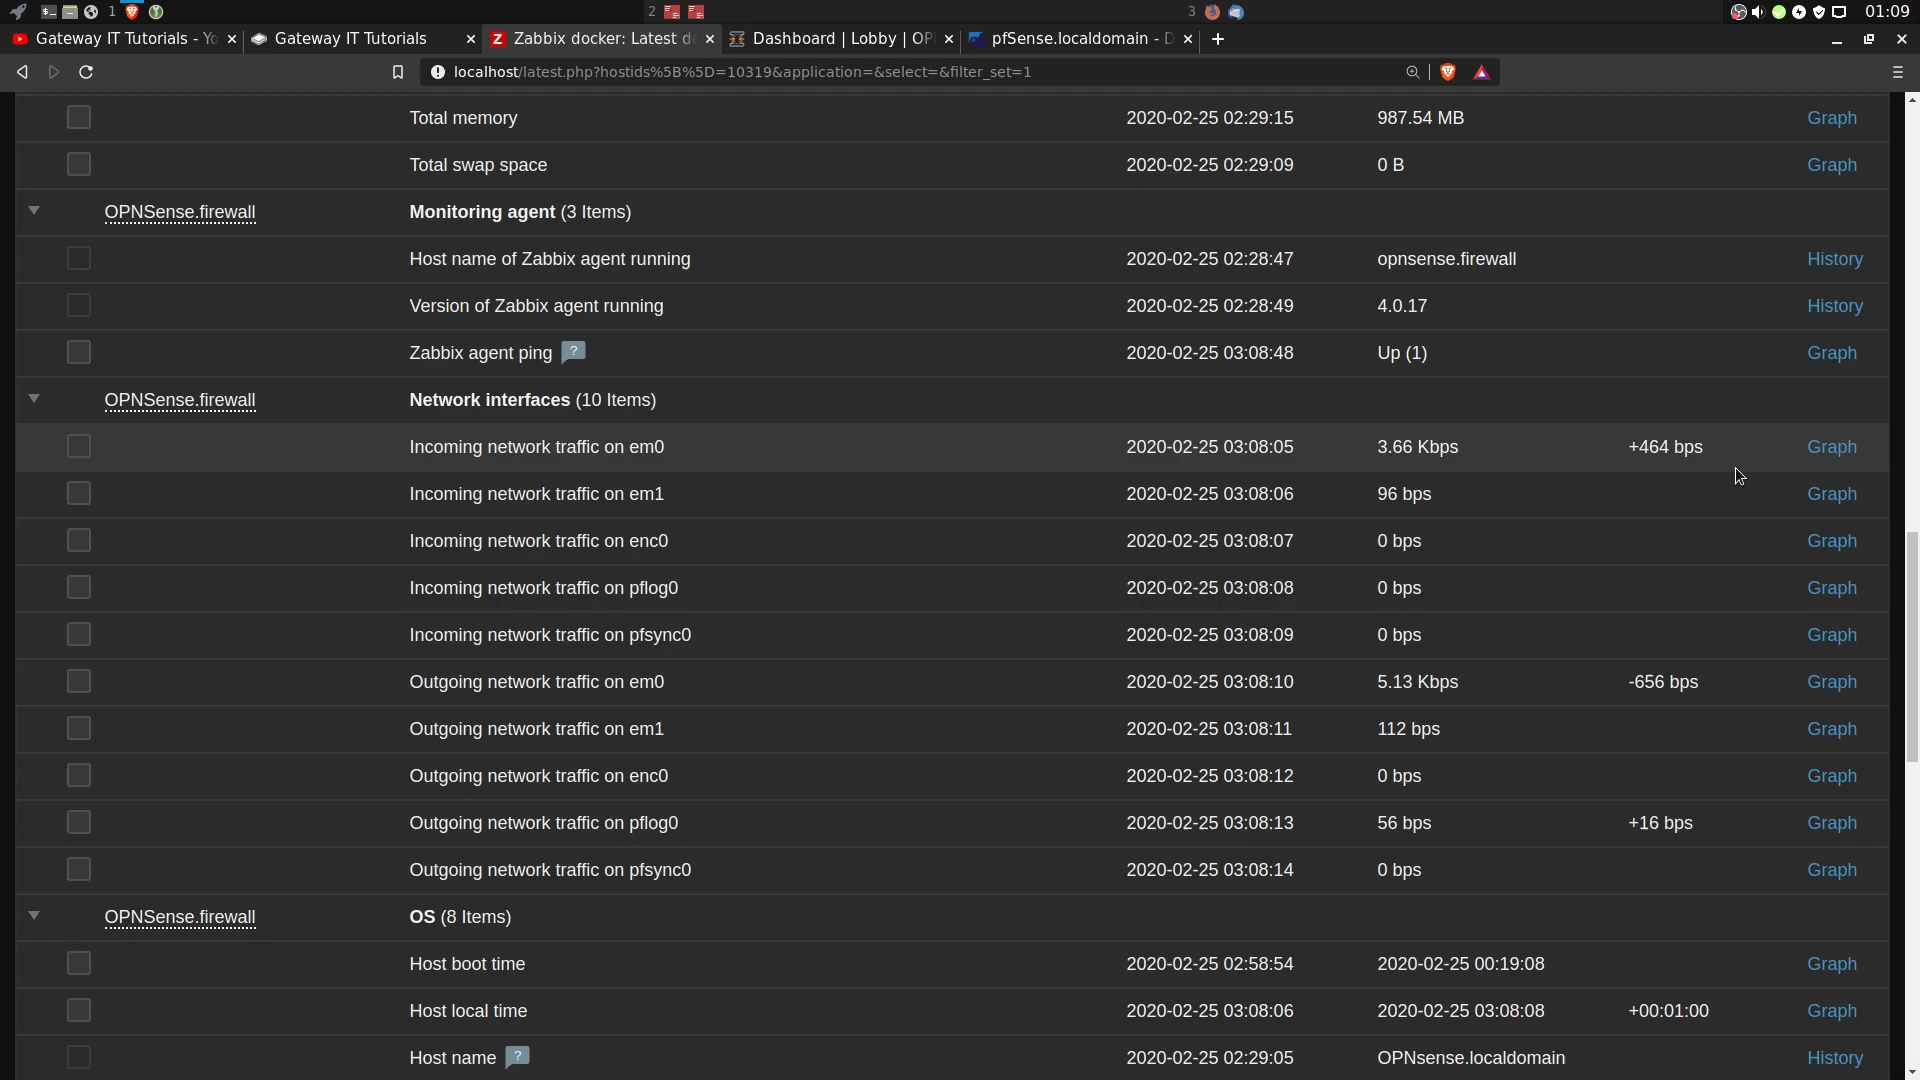 1
2
3
01:09
Gateway IT Tutorials - Yo
Gateway IT Tutorials
Zabbix docker: Latest da
Dashboard | Lobby | OP
pfSense.localdomain - D
localhost/latest.php?hostids%5B%5D=10319&application=&select=&filter_set=1
Total memory 2020-02-25 02:29:15 987.54 MB Graph
Total swap space 2020-02-25 02:29:09 0 B Graph
OPNSense.firewall Monitoring agent (3 Items)
Host name of Zabbix agent running 2020-02-25 02:28:47 opnsense.firewall History
Version of Zabbix agent running 2020-02-25 02:28:49 4.0.17 History
Zabbix agent ping ? 2020-02-25 03:08:48 Up (1) Graph
OPNSense.firewall Network interfaces (10 Items)
Incoming network traffic on em0 2020-02-25 03:08:05 3.66 Kbps +464 bps Graph
Incoming network traffic on em1 2020-02-25 03:08:06 96 bps Graph
Incoming network traffic on enc0 2020-02-25 03:08:07 0 bps Graph
Incoming network traffic on pflog0 2020-02-25 03:08:08 0 bps Graph
Incoming network traffic on pfsync0 2020-02-25 03:08:09 0 bps Graph
Outgoing network traffic on em0 2020-02-25 03:08:10 5.13 Kbps -656 bps Graph
Outgoing network traffic on em1 2020-02-25 03:08:11 112 bps Graph
Outgoing network traffic on enc0 2020-02-25 03:08:12 0 bps Graph
Outgoing network traffic on pflog0 2020-02-25 03:08:13 56 bps +16 bps Graph
Outgoing network traffic on pfsync0 2020-02-25 03:08:14 0 bps Graph
OPNSense.firewall OS (8 Items)
Host boot time 2020-02-25 02:58:54 2020-02-25 00:19:08 Graph
Host local time 2020-02-25 03:08:06 2020-02-25 03:08:08 +00:01:00 Graph
Host name ? 2020-02-25 02:29:05 OPNsense.localdomain History